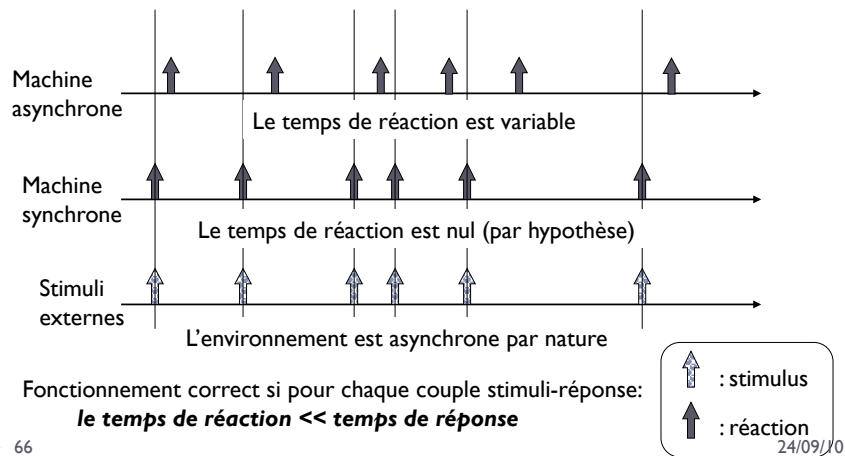 Machine
asynchrone
Le temps de réaction est variable
Machine
synchrone
Le temps de réaction est nul (par hypothèse)
Stimuli
externes
L'environnement est asynchrone par nature
Fonctionnement correct si pour chaque couple stimuli-réponse:
le temps de réaction << temps de réponse
: stimulus
: réaction
66
24/09/10